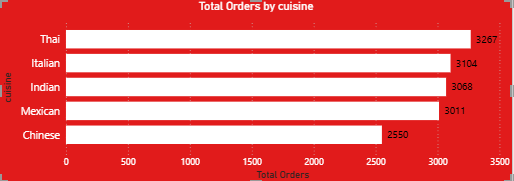 Total Orders by cuisine
cuisine
Thai 3267
Italian 3104
Indian 3068
Mexican 3011
Chinese 2550
0 500 1000 1500 2000 2500 3000 3500
Total Orders